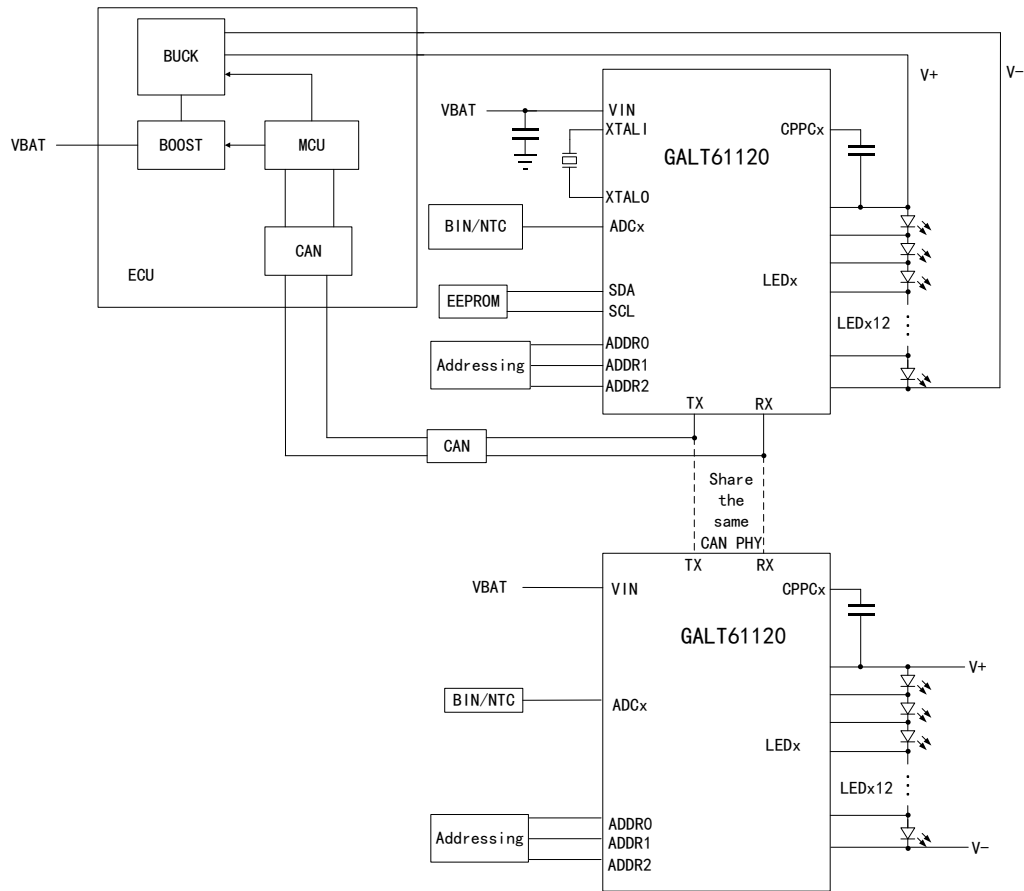 BUCK
VBAT
BOOST
MCU
CAN
ECU
V+
V-
VBAT
VIN
XTALI
GALT61120
CPPCx
XTALO
BIN/NTC
ADCx
LEDx
EEPROM
SDA
SCL
LEDx12
Addressing
ADDR0
ADDR1
ADDR2
TX
RX
CAN
Share
the
same
CAN PHY
TX
RX
VBAT
VIN
CPPCx
GALT61120
V+
BIN/NTC
ADCx
LEDx
LEDx12
Addressing
ADDR0
ADDR1
ADDR2
V-